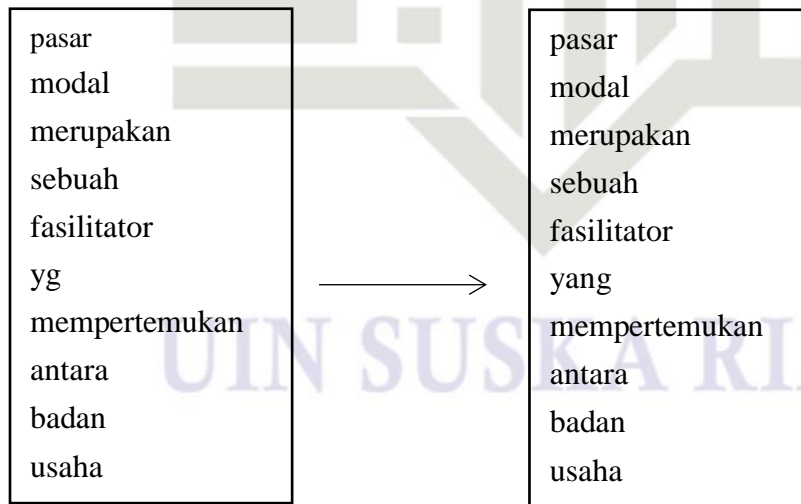 pasar
modal
merupakan
sebuah
fasilitator
yg
mempertemukan
antara
badan
usaha
pasar
modal
merupakan
sebuah
fasilitator
yang
mempertemukan
antara
badan
usaha
UIN SUSKA RIA